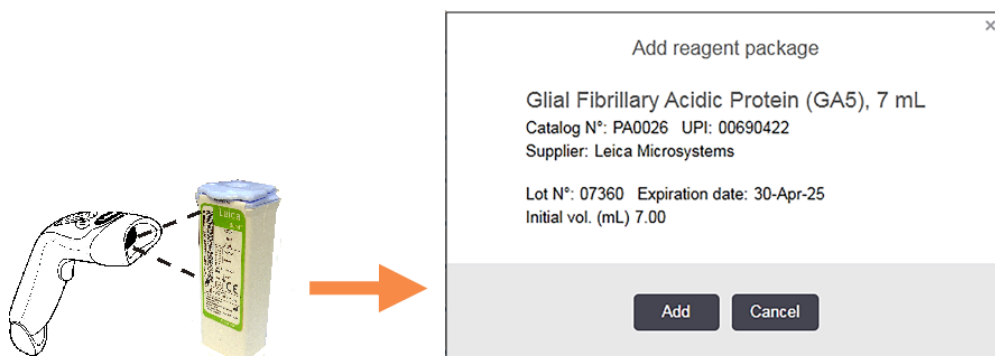 ×
Add reagent package
Glial Fibrillary Acidic Protein (GA5), 7 mL
Catalog N°: PA0026 UPI: 00690422
Supplier: Leica Microsystems
Lot N°: 07360 Expiration date: 30-Apr-25
Initial vol. (mL) 7.00
Add
Cancel
Leica
CE